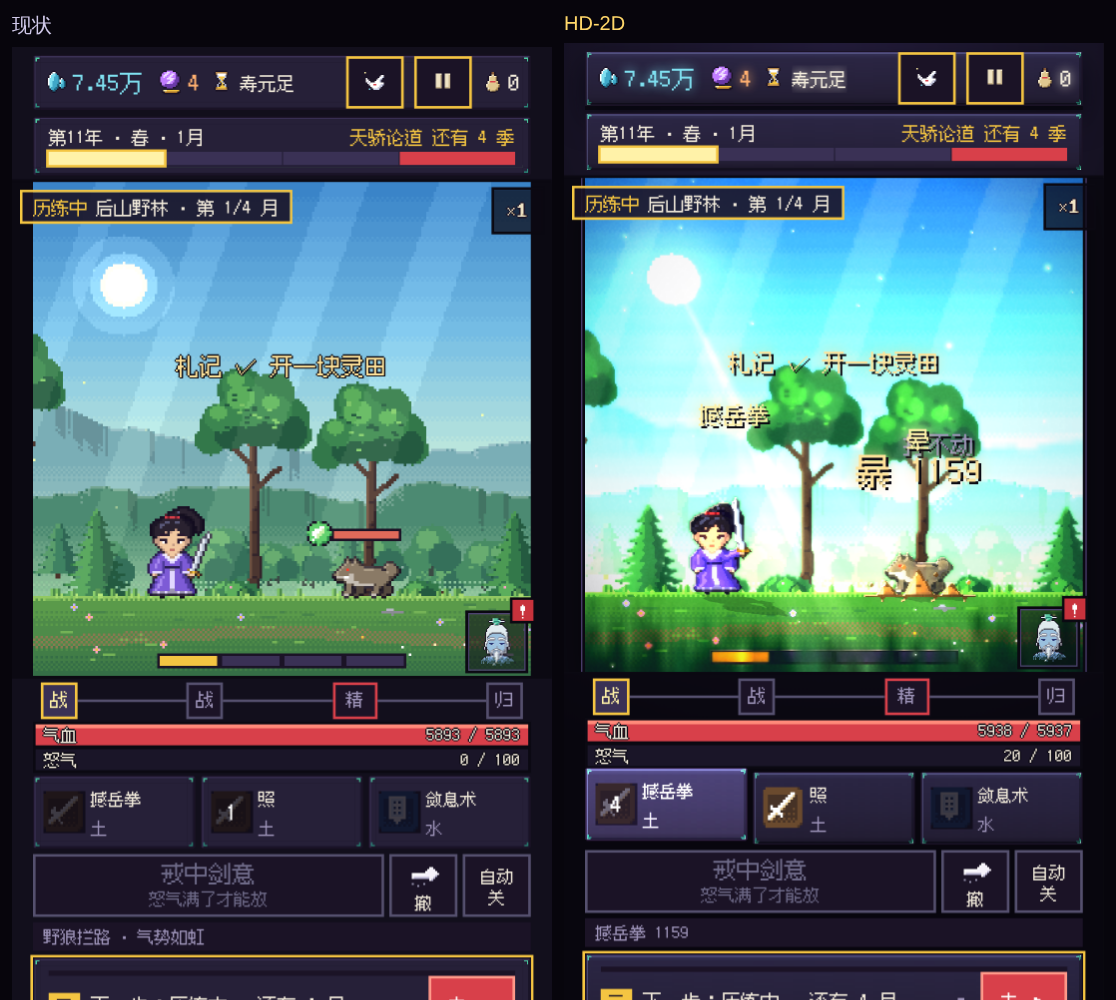 现状
7.45万 4 寿元足 0
第11年 · 春 · 1月 天骄论道 还有 4 季
历练中 后山野林 · 第 1/4 月 ×1
札记 ✓ 开一块灵田
!
战 战 精 归
气血 5893 / 5893
怒气 0 / 100
撼岳拳
土
1 照
土
敛息术
水
戒中剑意
怒气满了才能放
撤
自动
关
野狼拦路 · 气势如虹
HD-2D
7.45万 4 寿元足 0
第11年 · 春 · 1月 天骄论道 还有 4 季
历练中 后山野林 · 第 1/4 月 ×1
札记 ✓ 开一块灵田
撼岳拳
暴 1159
!
战 战 精 归
气血 5938 / 5937
怒气 20 / 100
4 撼岳拳
土
照
土
敛息术
水
戒中剑意
怒气满了才能放
撤
自动
关
撼岳拳 1159